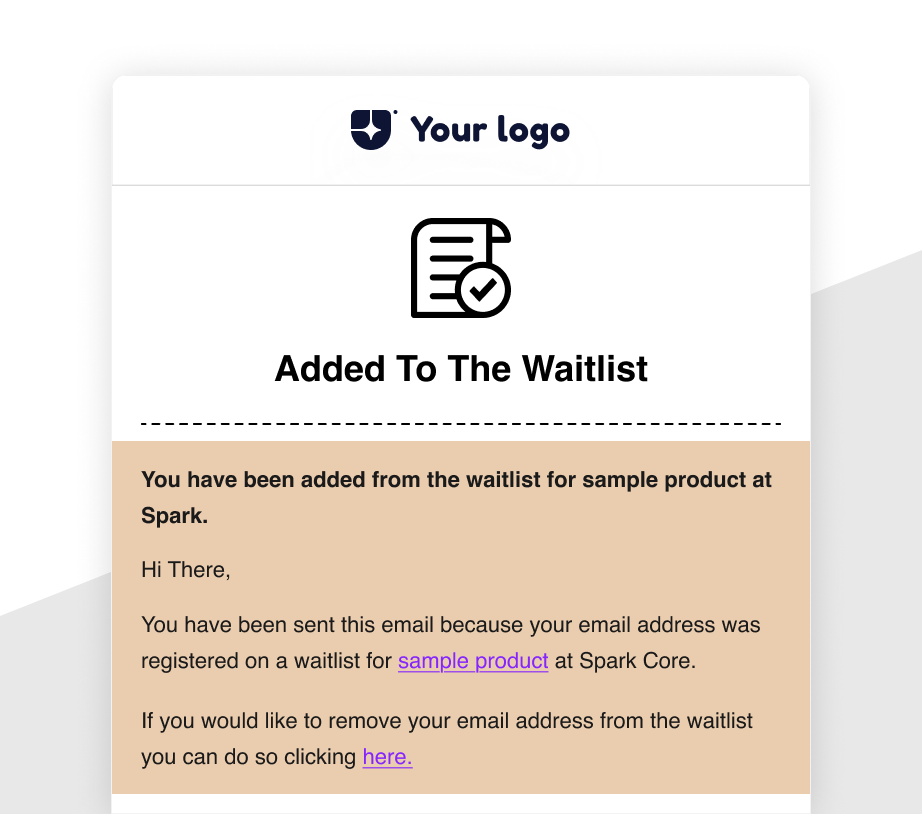 Your logo
Added To The Waitlist
You have been added from the waitlist for sample product at
Spark.
Hi There,
You have been sent this email because your email address was
registered on a waitlist for sample product at Spark Core.
If you would like to remove your email address from the waitlist
you can do so clicking here.